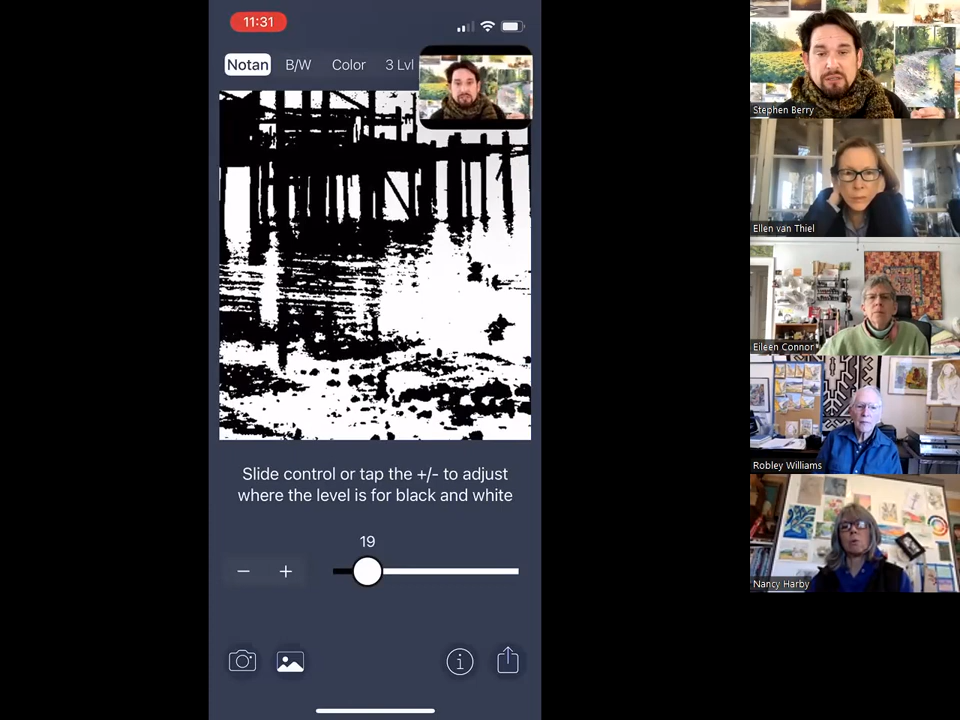 11:31
Notan B/W Color 3 Lvl
Slide control or tap the +/- to adjust
where the level is for black and white
19
Stephen Berry
Ellen van Thiel
Eileen Connor
Robley Williams
Nancy Harby